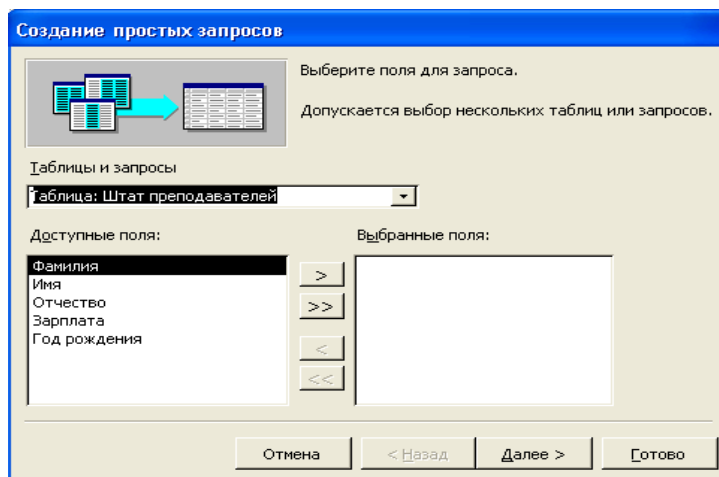 Создание простых запросов
Выберите поля для запроса.
Допускается выбор нескольких таблиц или запросов.
Таблицы и запросы
Таблица: Штат преподавателей
Доступные поля:
Выбранные поля:
Фамилия
Имя
Отчество
Зарплата
Год рождения
>
>>
<
<<
Отмена
< Назад
Далее >
Готово